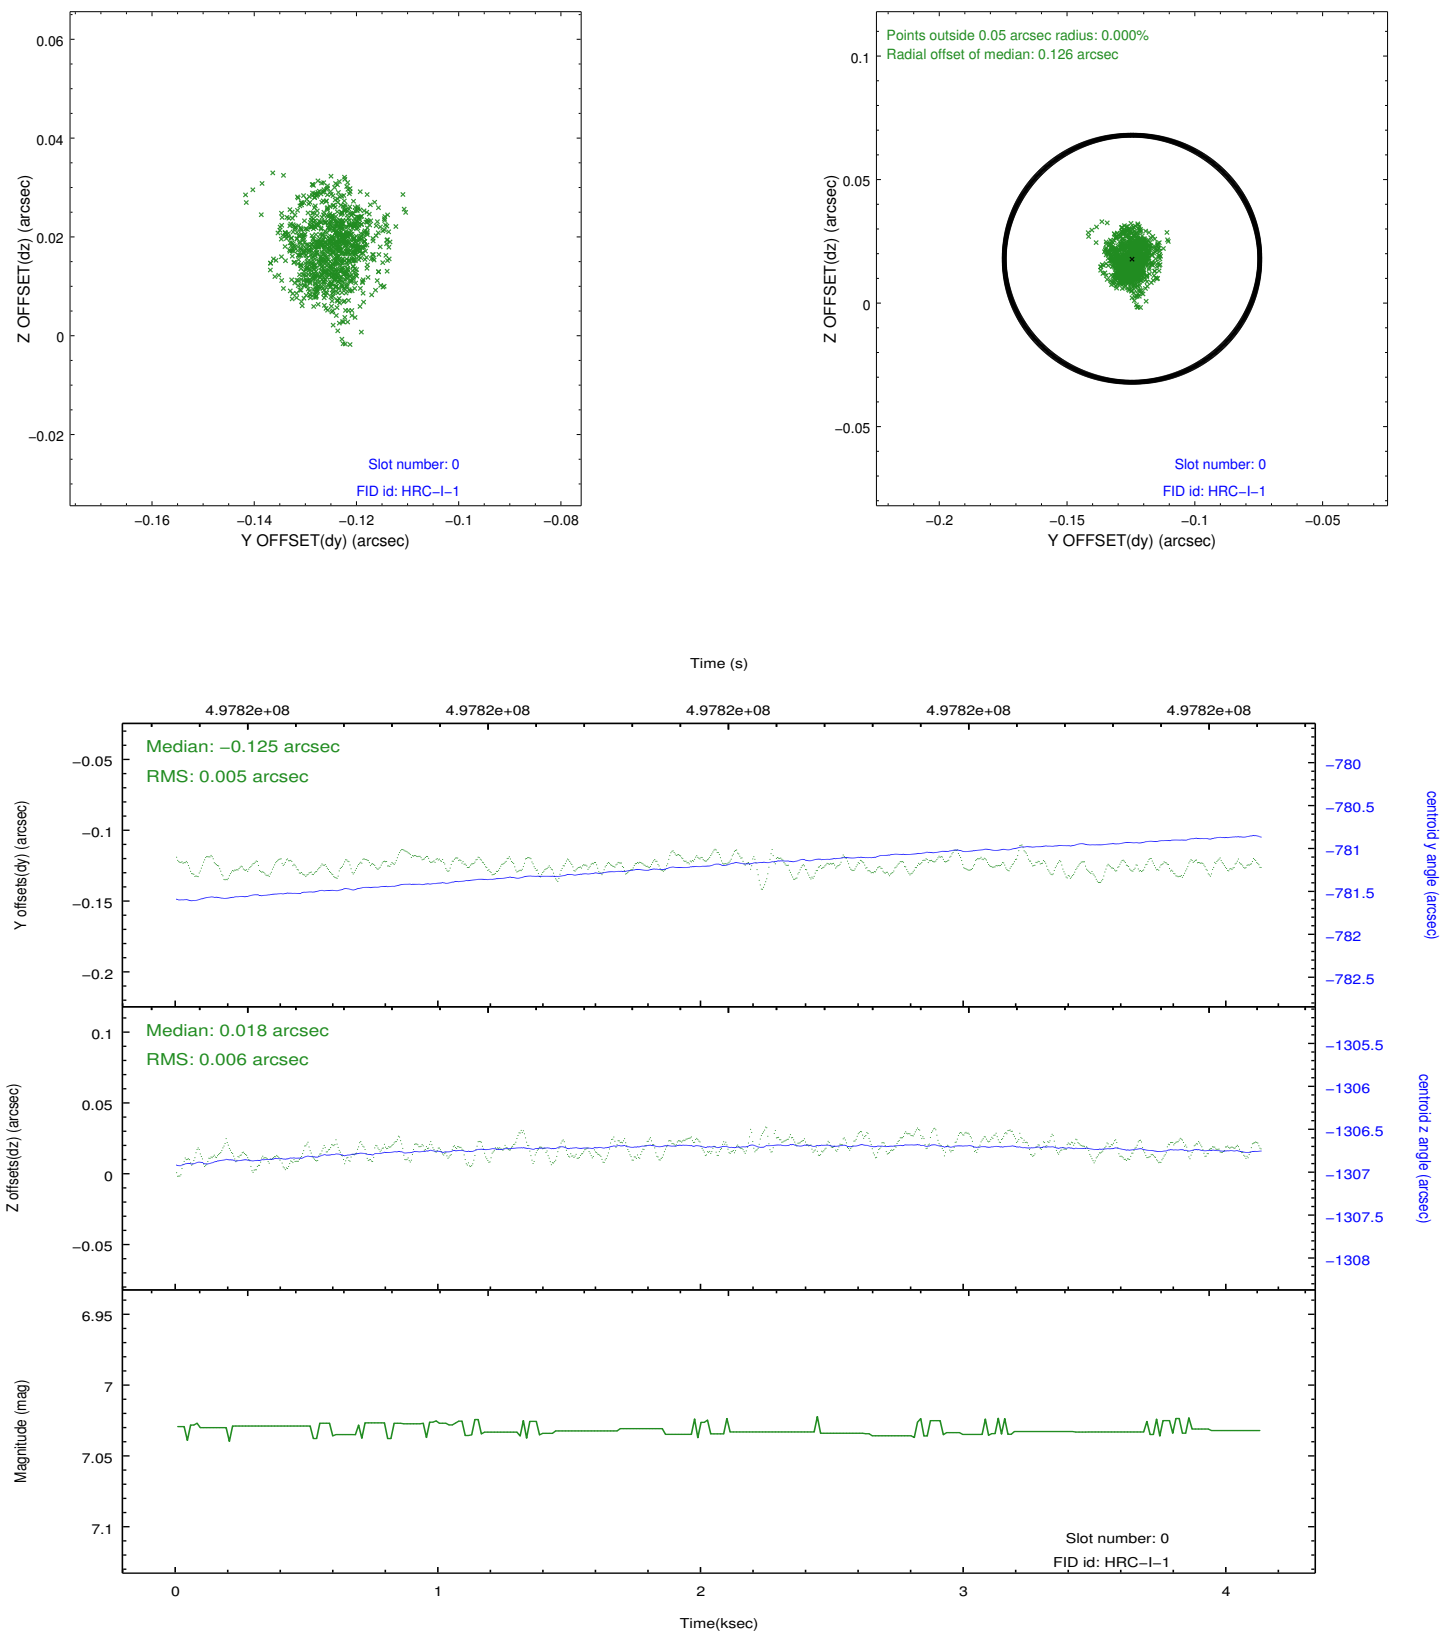 0.06
0.04
0.02
0
−0.02
Z OFFSET(dz) (arcsec)
Slot number: 0
FID id: HRC−I−1
−0.16 −0.14 −0.12 −0.1 −0.08
Y OFFSET(dy) (arcsec)
Points outside 0.05 arcsec radius: 0.000%
Radial offset of median: 0.126 arcsec
0.1
0.05
0
−0.05
Z OFFSET(dz) (arcsec)
Slot number: 0
FID id: HRC−I−1
−0.2 −0.15 −0.1 −0.05
Y OFFSET(dy) (arcsec)
Time (s)
4.9782e+08 4.9782e+08 4.9782e+08 4.9782e+08 4.9782e+08
Median: −0.125 arcsec
RMS: 0.005 arcsec
−0.05
−0.1
−0.15
−0.2
Y offsets(dy) (arcsec)
−780
−780.5
−781
−781.5
−782
−782.5
centroid y angle (arcsec)
Median: 0.018 arcsec
RMS: 0.006 arcsec
0.1
0.05
0
−0.05
Z offsets(dz) (arcsec)
−1305.5
−1306
−1306.5
−1307
−1307.5
−1308
centroid z angle (arcsec)
6.95
7
7.05
7.1
Magnitude (mag)
Slot number: 0
FID id: HRC−I−1
0 1 2 3 4
Time(ksec)